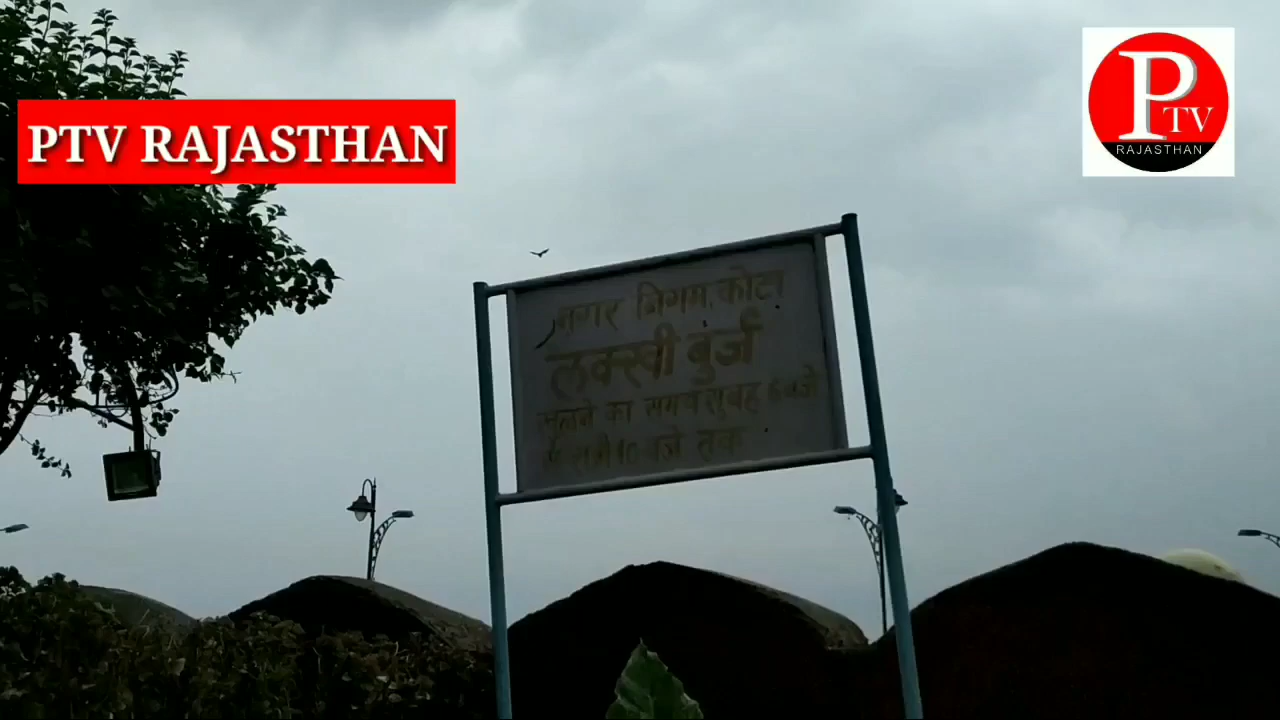 PTV RAJASTHAN
P TV
RAJASTHAN
नगर निगम, कोटा
लक्खी बुर्ज
खुलने का समय सुबह 6 बजे
से रात्री 10 बजे तक